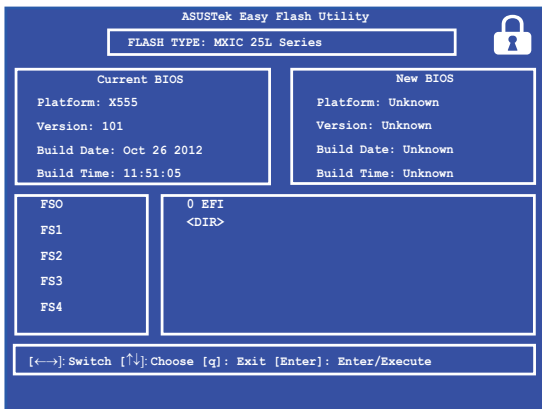 ASUSTek Easy Flash Utility
FLASH TYPE: MXIC 25L Series
Current BIOS
Platform: X555
Version: 101
Build Date: Oct 26 2012
Build Time: 11:51:05
New BIOS
Platform: Unknown
Version: Unknown
Build Date: Unknown
Build Time: Unknown
FSO
FS1
FS2
FS3
FS4
0 EFI
<DIR>
[←→]: Switch [↑↓]: Choose [q]: Exit [Enter]: Enter/Execute